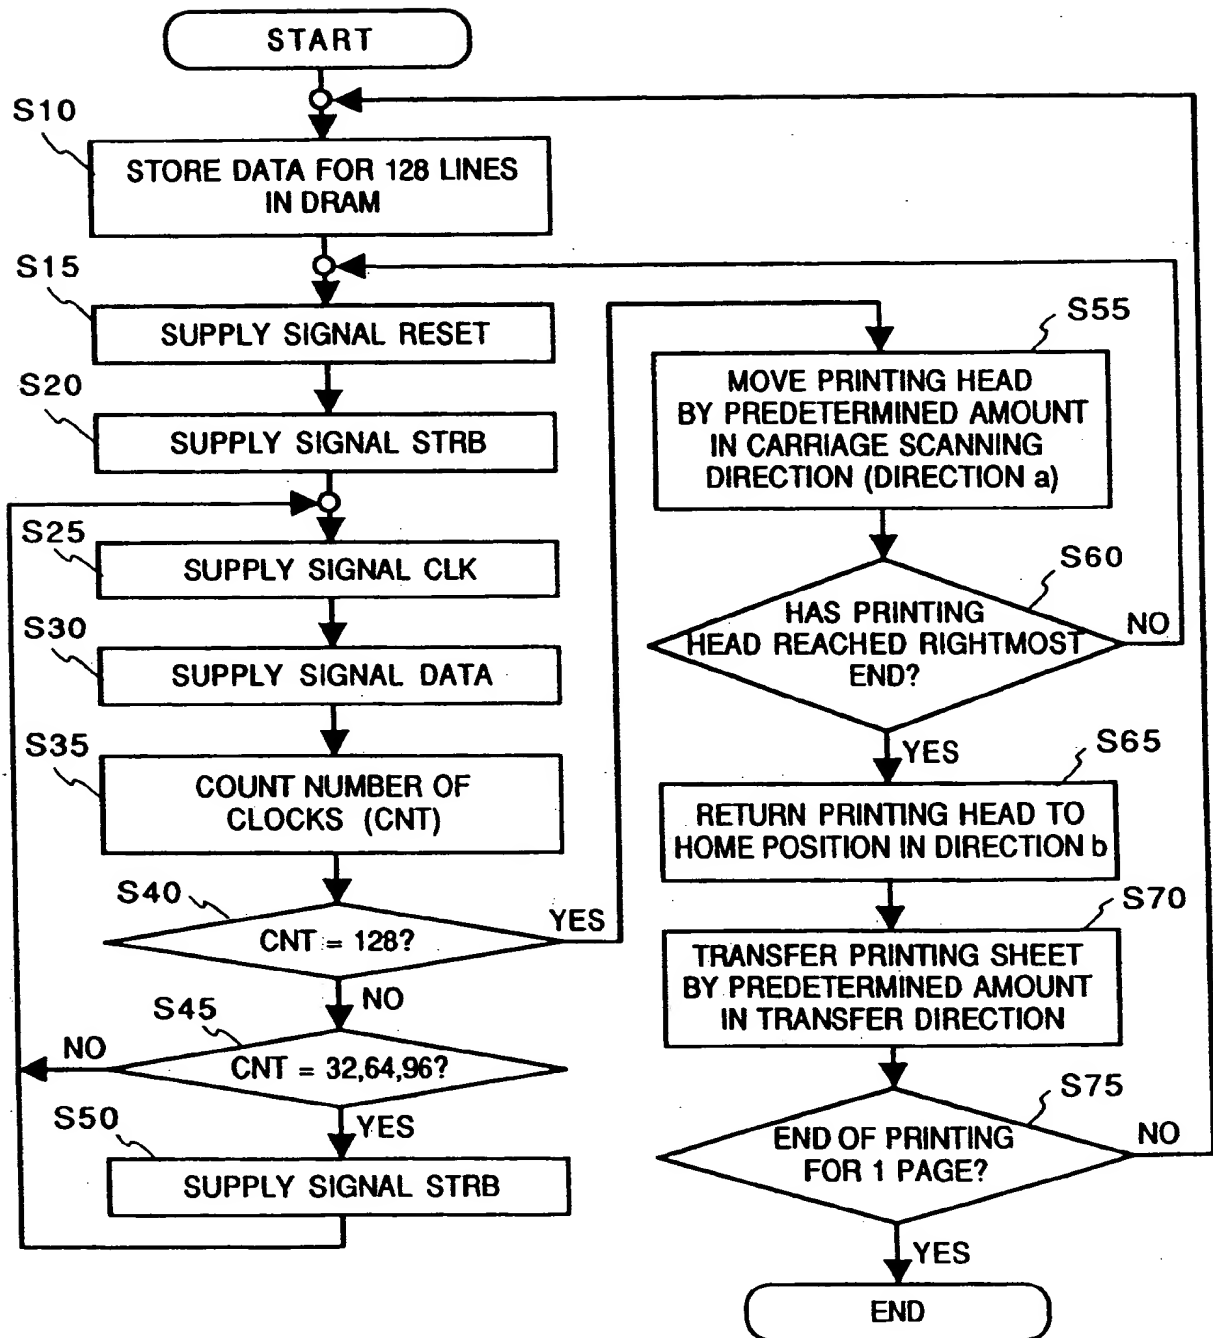 START
S10
STORE DATA FOR 128 LINES
IN DRAM
S15
SUPPLY SIGNAL RESET
S20
SUPPLY SIGNAL STRB
S25
SUPPLY SIGNAL CLK
S30
SUPPLY SIGNAL DATA
S35
COUNT NUMBER OF
CLOCKS (CNT)
S40
CNT = 128?
YES
NO
S45
CNT = 32,64,96?
NO
YES
S50
SUPPLY SIGNAL STRB
S55
MOVE PRINTING HEAD
BY PREDETERMINED AMOUNT
IN CARRIAGE SCANNING
DIRECTION (DIRECTION a)
S60
HAS PRINTING
HEAD REACHED RIGHTMOST
END?
NO
YES
S65
RETURN PRINTING HEAD TO
HOME POSITION IN DIRECTION b
S70
TRANSFER PRINTING SHEET
BY PREDETERMINED AMOUNT
IN TRANSFER DIRECTION
S75
END OF PRINTING
FOR 1 PAGE?
NO
YES
END